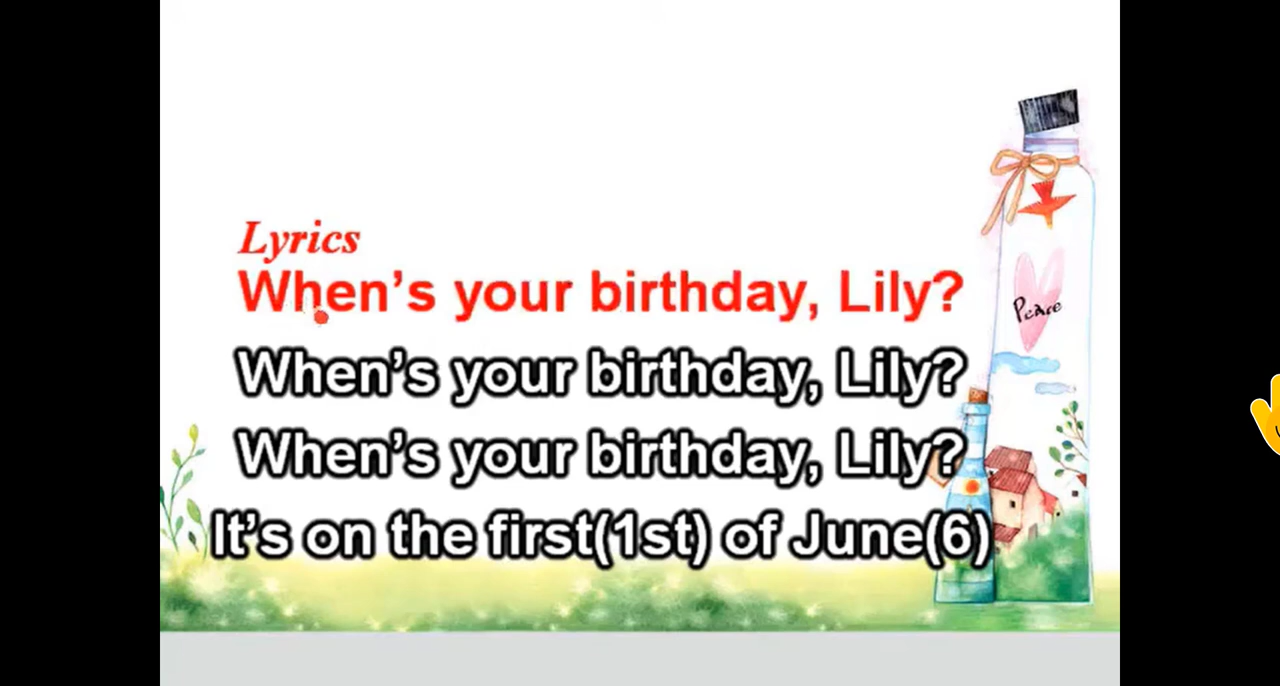 Lyrics
When's your birthday, Lily?
Peace
When's your birthday, Lily?
When's your birthday, Lily?
It's on the first(1st) of June(6)